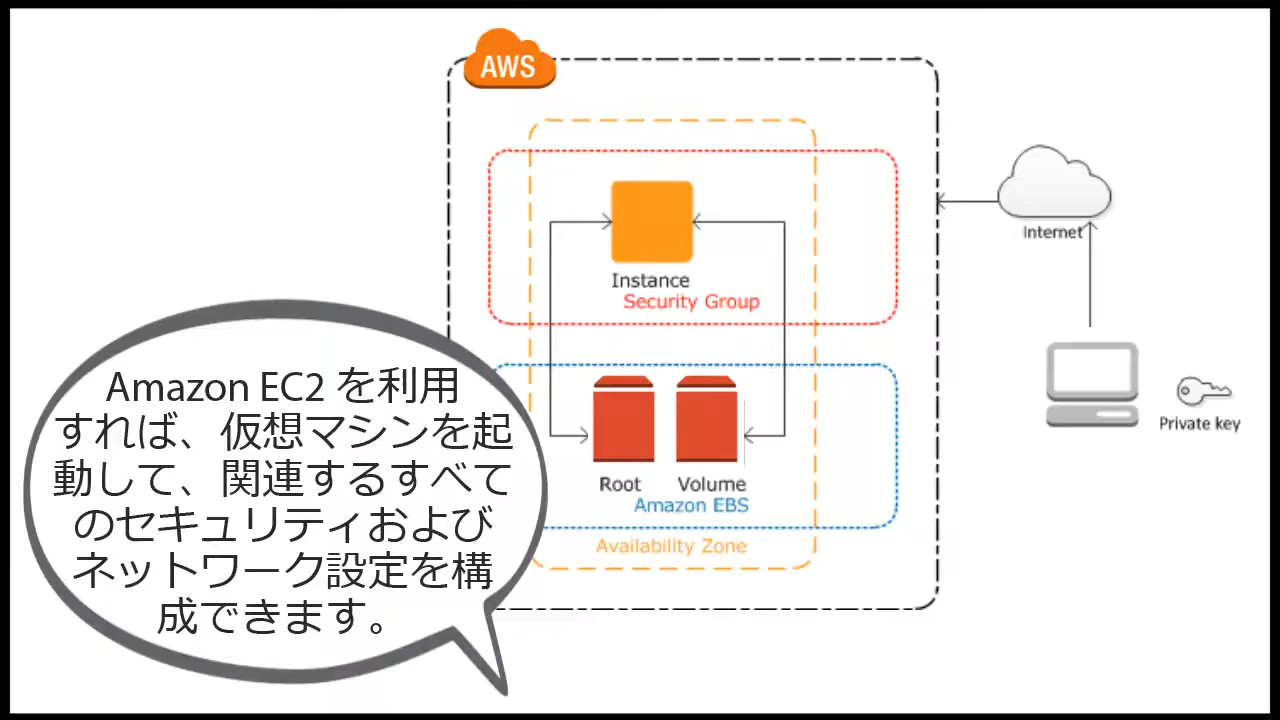 AWS
Instance
Security Group
Internet
Private key
Root
Volume
Amazon EBS
Availability Zone
Amazon EC2 を利用
すれば、仮想マシンを起
動して、関連するすべて
のセキュリティおよび
ネットワーク設定を構
成できます。